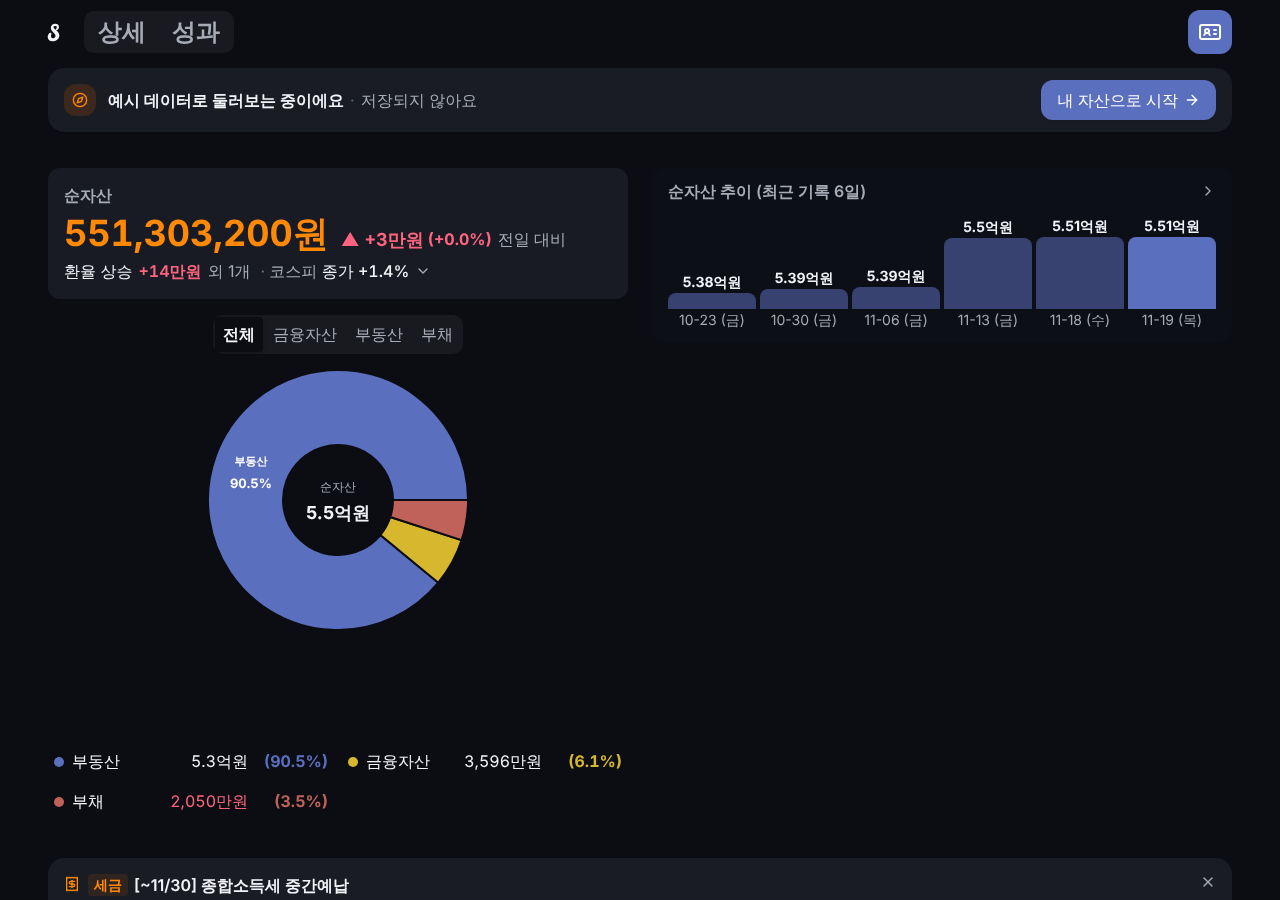 S 상세 성과
예시 데이터로 둘러보는 중이에요 · 저장되지 않아요
내 자산으로 시작 →
순자산
551,303,200원 ▲ +3만원 (+0.0%) 전일 대비
환율 상승 +14만원 외 1개 · 코스피 종가 +1.4%
순자산 추이 (최근 기록 6일)
5.38억원 5.39억원 5.39억원 5.5억원 5.51억원 5.51억원
10-23 (금) 10-30 (금) 11-06 (금) 11-13 (금) 11-18 (수) 11-19 (목)
전체 금융자산 부동산 부채
부동산
90.5%
순자산
5.5억원
부동산 5.3억원 (90.5%) 금융자산 3,596만원 (6.1%)
부채 2,050만원 (3.5%)
세금 [~11/30] 종합소득세 중간예납